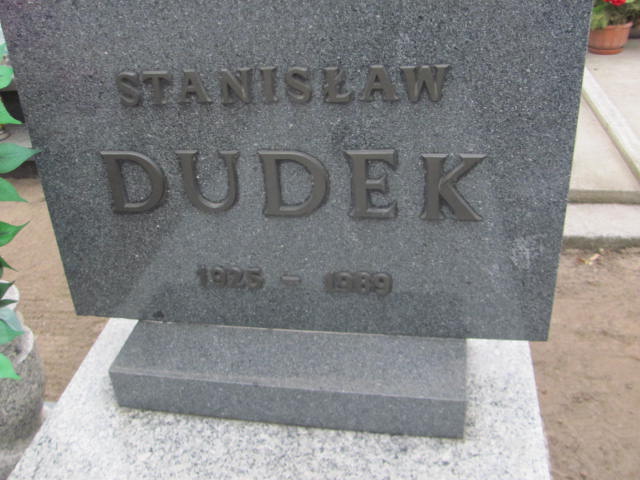 STANISŁAW
DUDEK
1925 - 1989